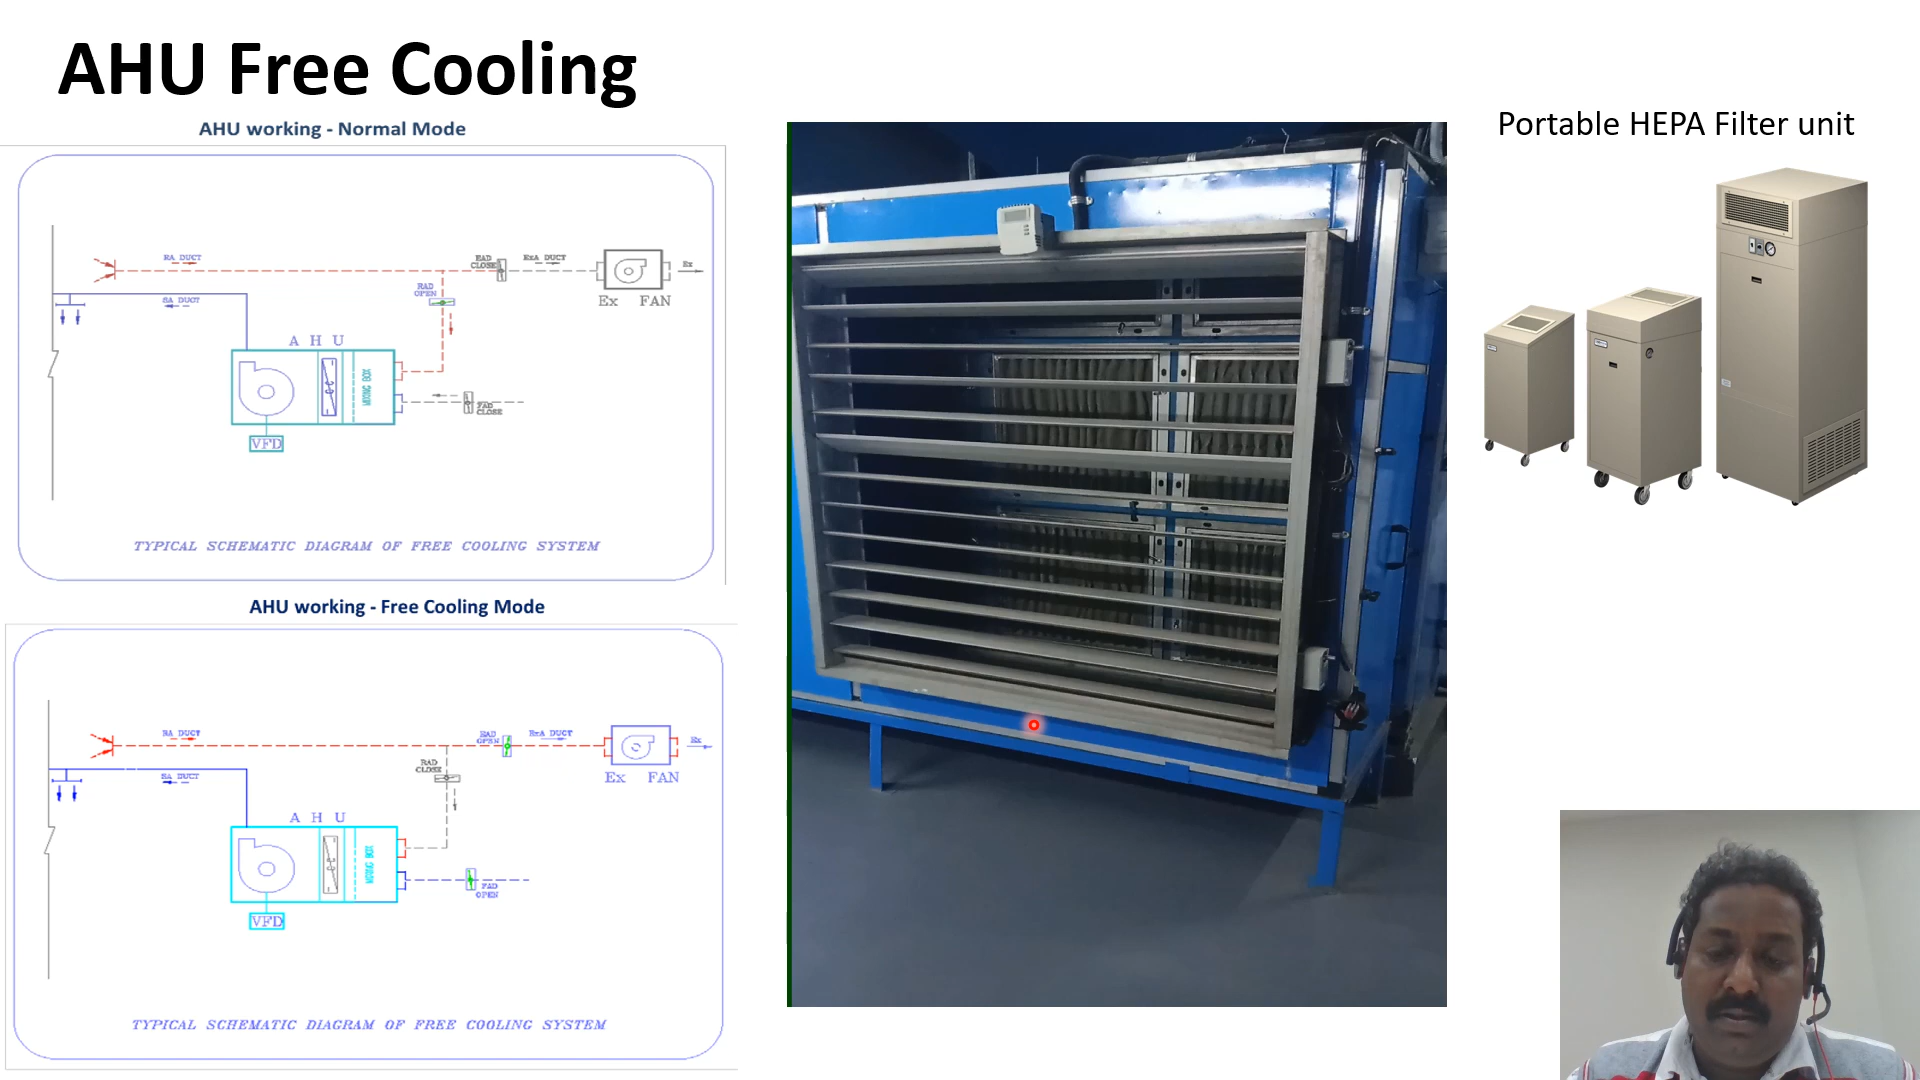 AHU Free Cooling
AHU working - Normal Mode
RA DUCT
EAD
CLOSE
ExA DUCT
Ex
SA DUCT
RAD
OPEN
Ex FAN
A H U
MIXING BOX
FAD
CLOSE
VFD
TYPICAL SCHEMATIC DIAGRAM OF FREE COOLING SYSTEM
AHU working - Free Cooling Mode
RA DUCT
EAD
OPEN
ExA DUCT
Ex
SA DUCT
RAD
CLOSE
Ex FAN
A H U
MIXING BOX
FAD
OPEN
VFD
TYPICAL SCHEMATIC DIAGRAM OF FREE COOLING SYSTEM
Portable HEPA Filter unit